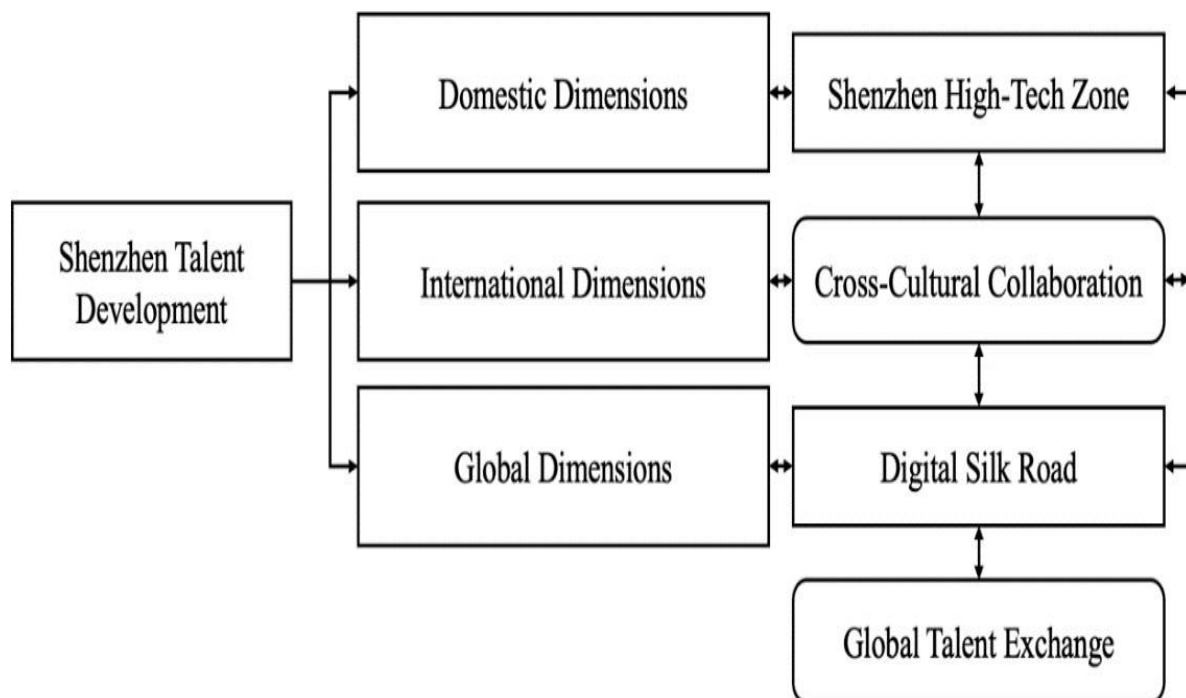 Domestic Dimensions
Shenzhen High-Tech Zone
Shenzhen Talent
Development
International Dimensions
Cross-Cultural Collaboration
Global Dimensions
Digital Silk Road
Global Talent Exchange